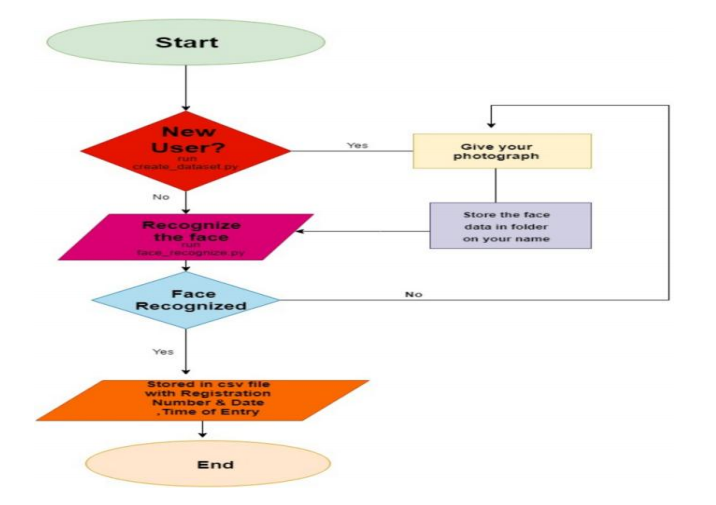 Start
New
User?
run
create_dataset.py
Yes
Give your
photograph
No
Store the face
data in folder
on your name
Recognize
the face
run
face_recognize.py
Face
Recognized
No
Yes
Stored in csv file
with Registration
Number & Date
,Time of Entry
End